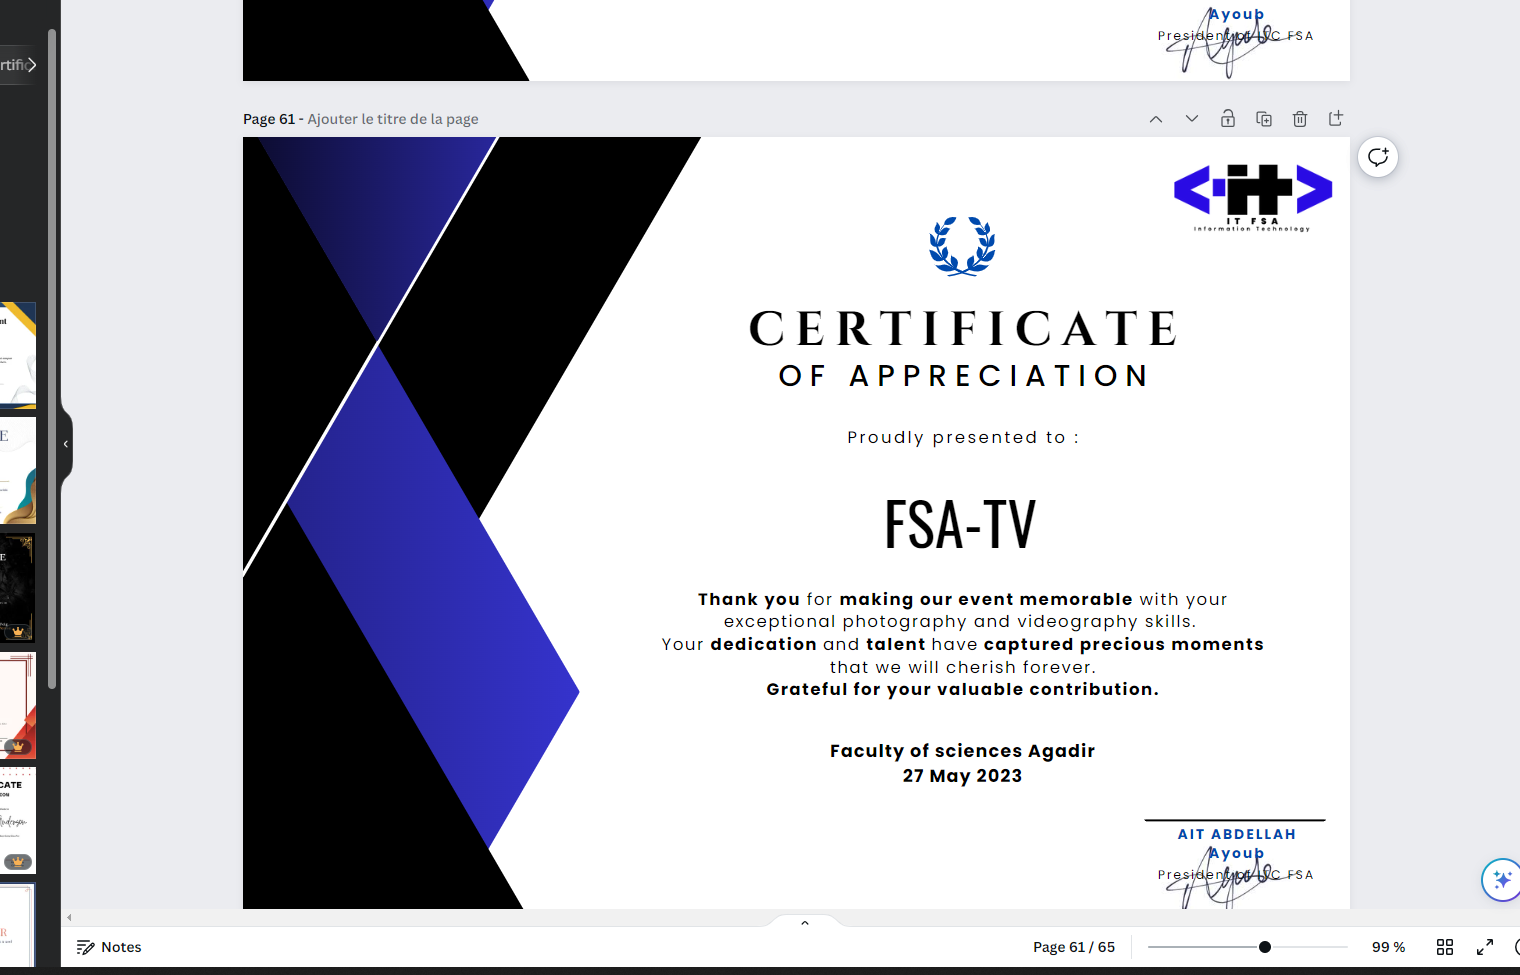 Ayoub
President of ITC FSA
Page 61 - Ajouter le titre de la page
it
IT FSA
Information Technology
CERTIFICATE
OF APPRECIATION
Proudly presented to :
FSA-TV
Thank you for making our event memorable with your
exceptional photography and videography skills.
Your dedication and talent have captured precious moments
that we will cherish forever.
Grateful for your valuable contribution.
Faculty of sciences Agadir
27 May 2023
AIT ABDELLAH
Ayoub
President of ITC FSA
Notes
Page 61 / 65
99 %